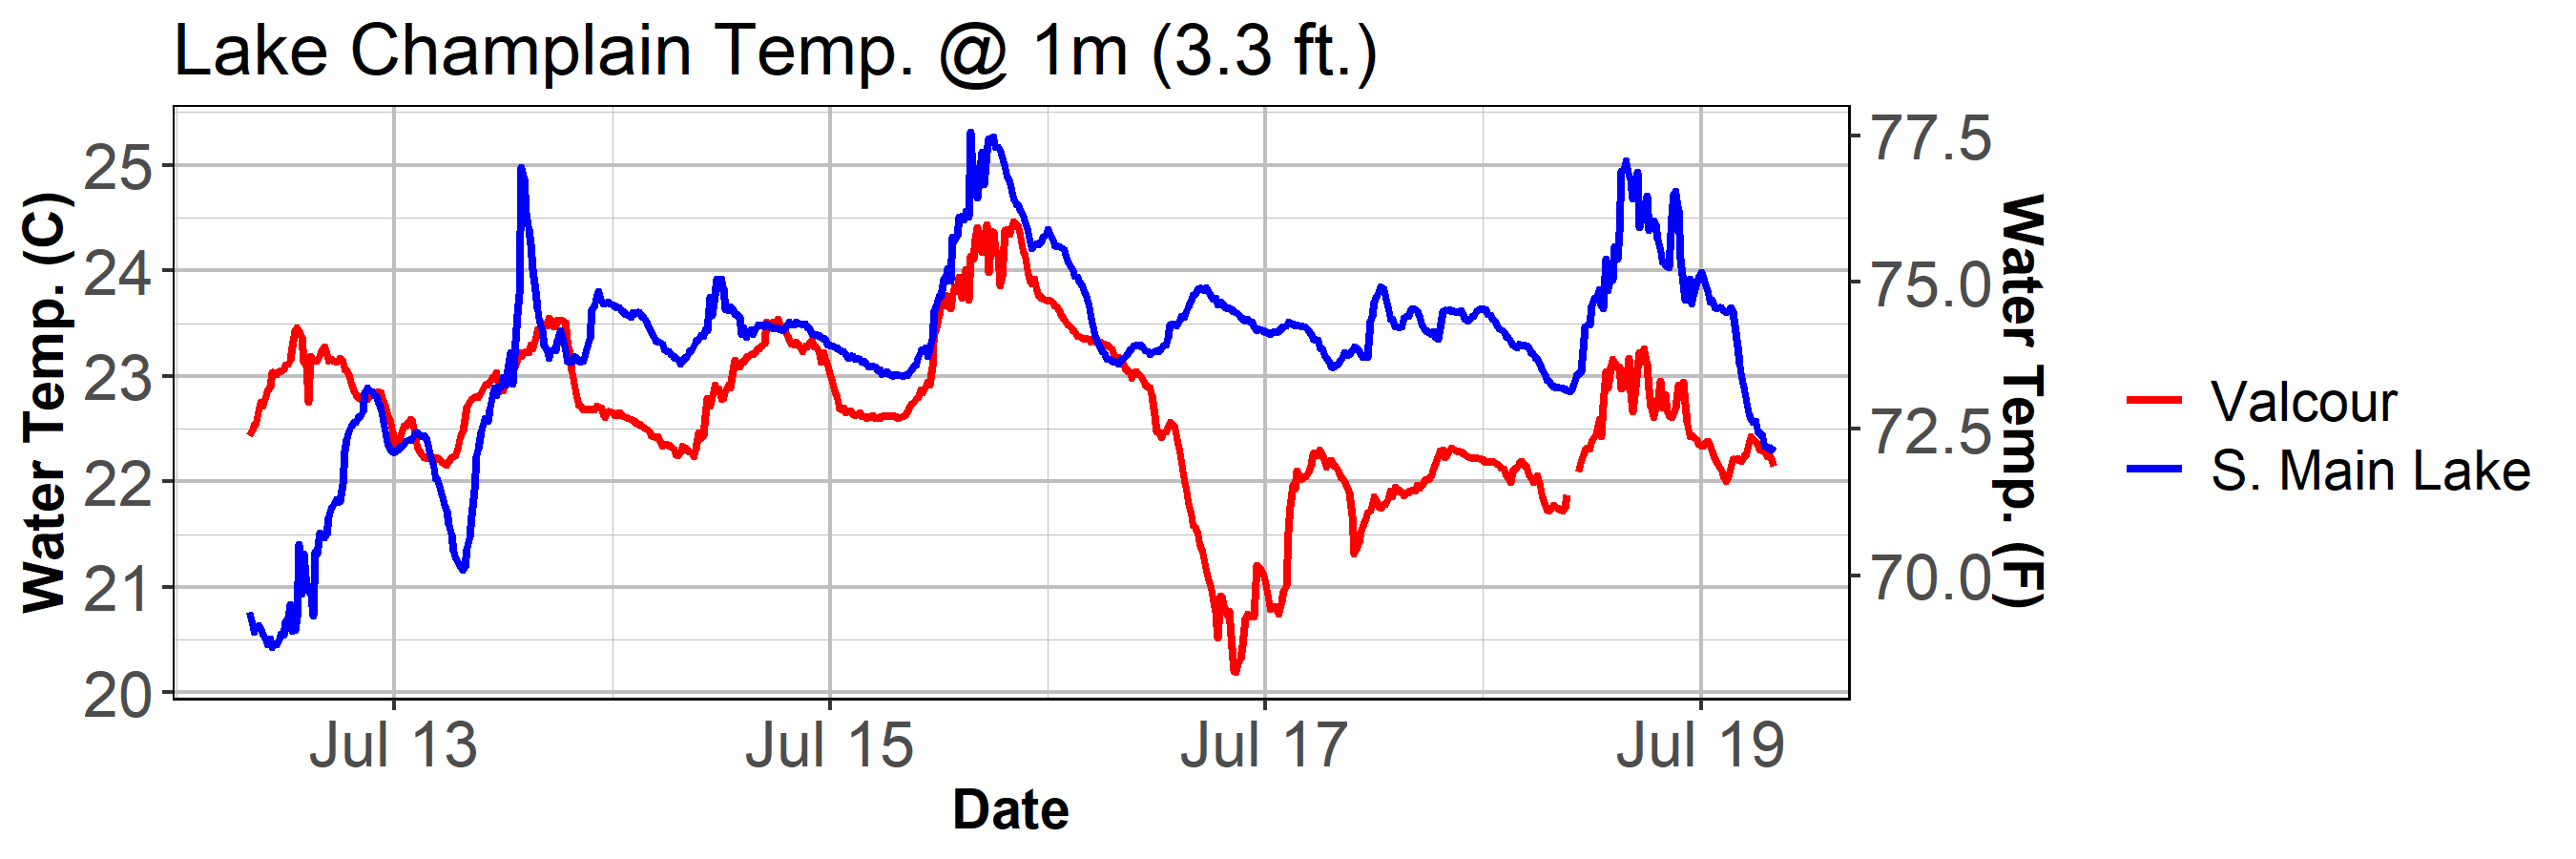 Lake Champlain Temp. @ 1m (3.3 ft.)
Water Temp. (C)
25
24
23
22
21
20
77.5
75.0
72.5
70.0
Water Temp. (F)
Jul 13
Jul 15
Jul 17
Jul 19
Date
Valcour
S. Main Lake